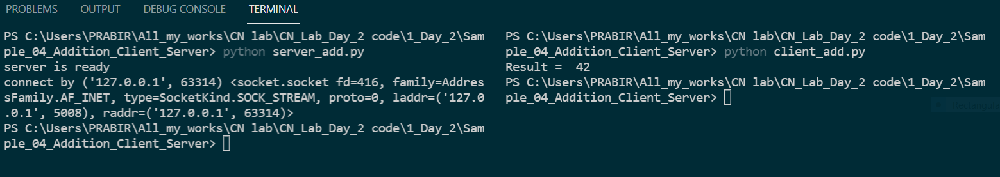 PROBLEMS OUTPUT DEBUG CONSOLE TERMINAL
PS C:\Users\PRABIR\All_my_works\CN lab\CN_Lab_Day_2 code\1_Day_2\Sam
ple_04_Addition_Client_Server> python server_add.py
server is ready
connect by ('127.0.0.1', 63314) <socket.socket fd=416, family=Addres
sFamily.AF_INET, type=SocketKind.SOCK_STREAM, proto=0, laddr=('127.0
.0.1', 5008), raddr=('127.0.0.1', 63314)>
PS C:\Users\PRABIR\All_my_works\CN lab\CN_Lab_Day_2 code\1_Day_2\Sam
ple_04_Addition_Client_Server>
PS C:\Users\PRABIR\All_my_works\CN lab\CN_Lab_Day_2 code\1_Day_2\Sam
ple_04_Addition_Client_Server> python client_add.py
Result =  42
PS C:\Users\PRABIR\All_my_works\CN lab\CN_Lab_Day_2 code\1_Day_2\Sam
ple_04_Addition_Client_Server>